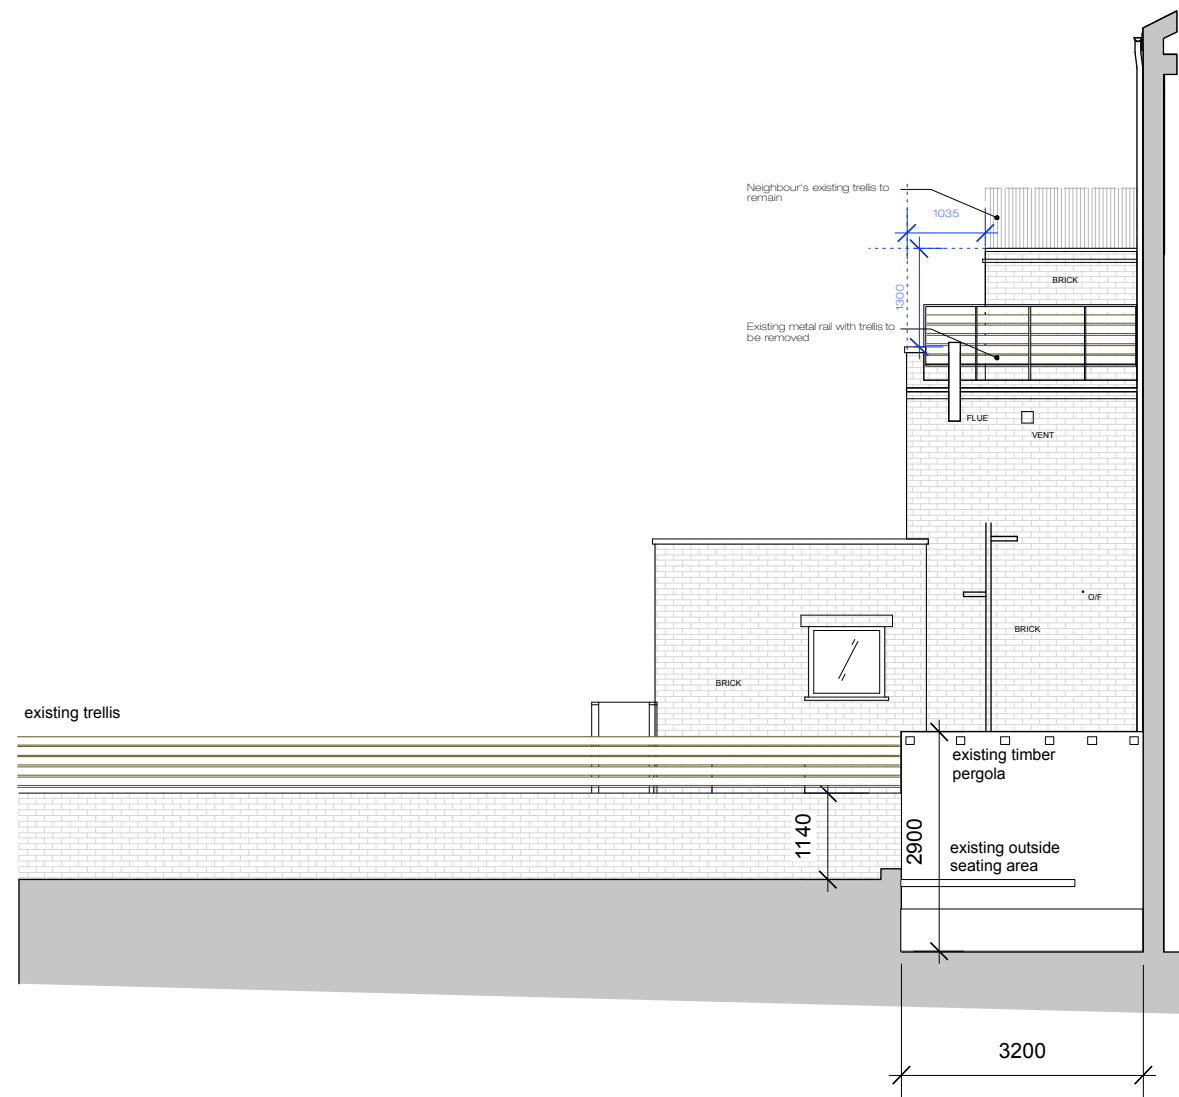 Neighbour's existing trellis to
remain
1035
BRICK
1300
Existing metal rail with trellis to
be removed
FLUE
VENT
O/F
BRICK
BRICK
existing trellis
existing timber
pergola
1140
2900
existing outside
seating area
3200